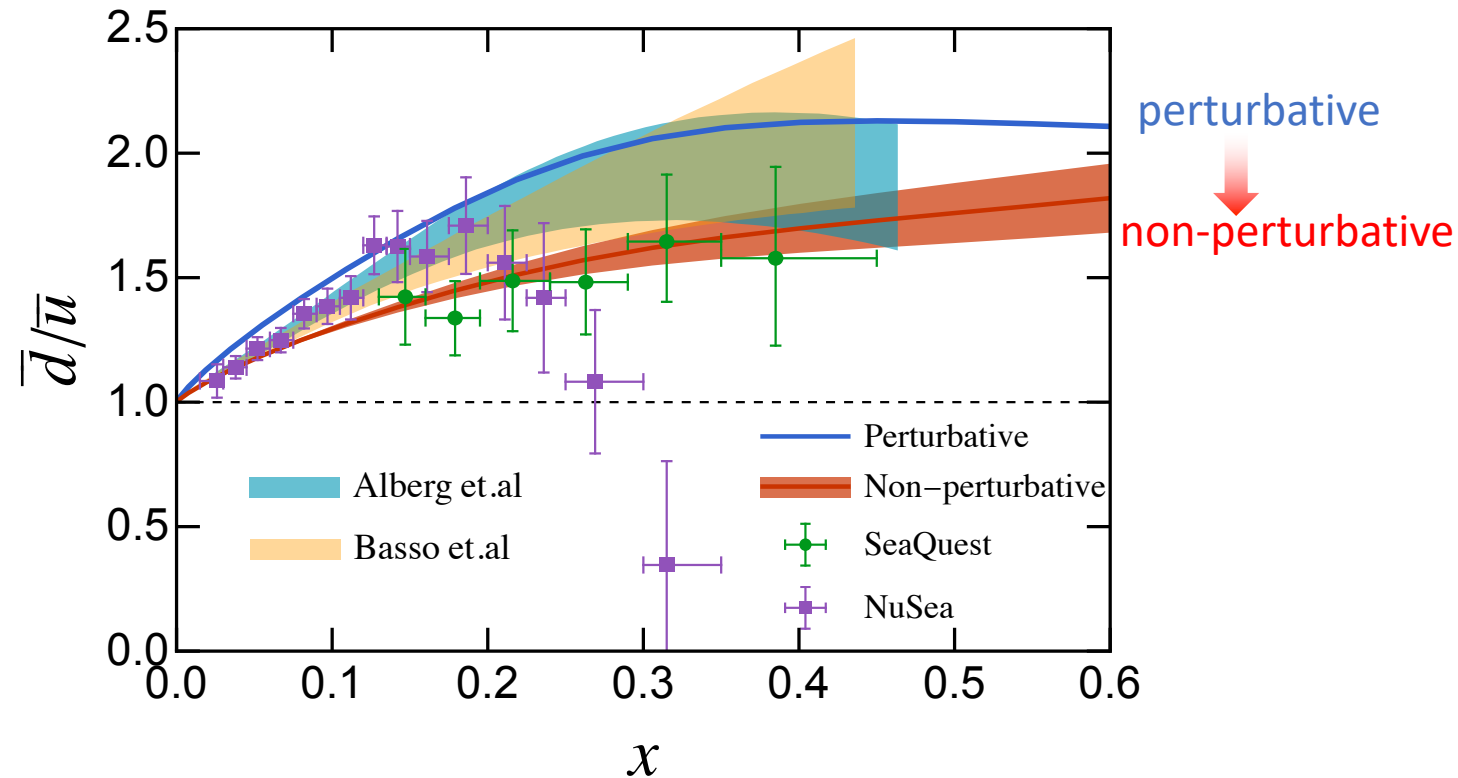 2.5
2.0
1.5
1.0
0.5
0.0
d̅/u̅
0.0 0.1 0.2 0.3 0.4 0.5 0.6
x
Alberg et.al
Basso et.al
Perturbative
Non−perturbative
SeaQuest
NuSea
perturbative
non-perturbative